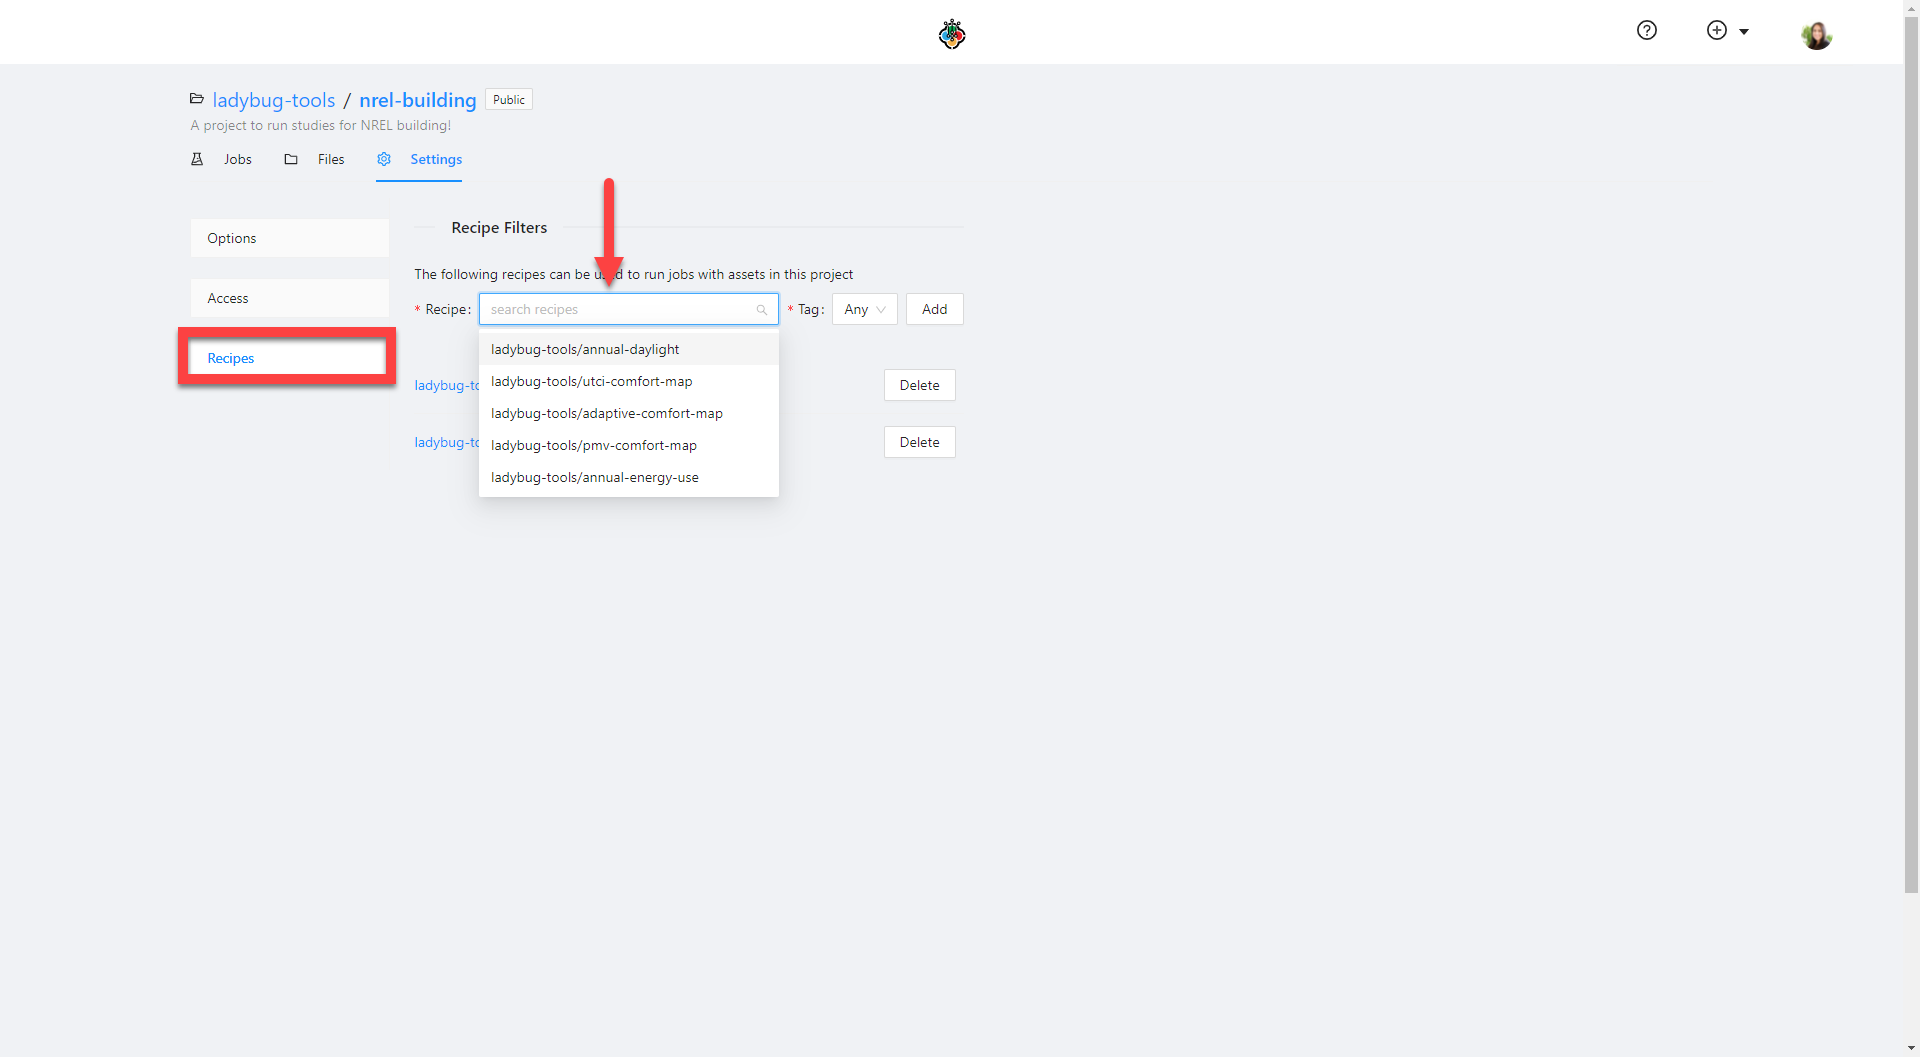 ladybug-tools / nrel-building Public
A project to run studies for NREL building!
Jobs Files Settings
Options
Access
Recipes
Recipe Filters
The following recipes can be used to run jobs with assets in this project
* Recipe: search recipes * Tag: Any Add
ladybug-tools/annual-daylight
ladybug-tools/utci-comfort-map
ladybug-to Delete
ladybug-tools/adaptive-comfort-map
ladybug-tools/pmv-comfort-map
ladybug-to Delete
ladybug-tools/annual-energy-use